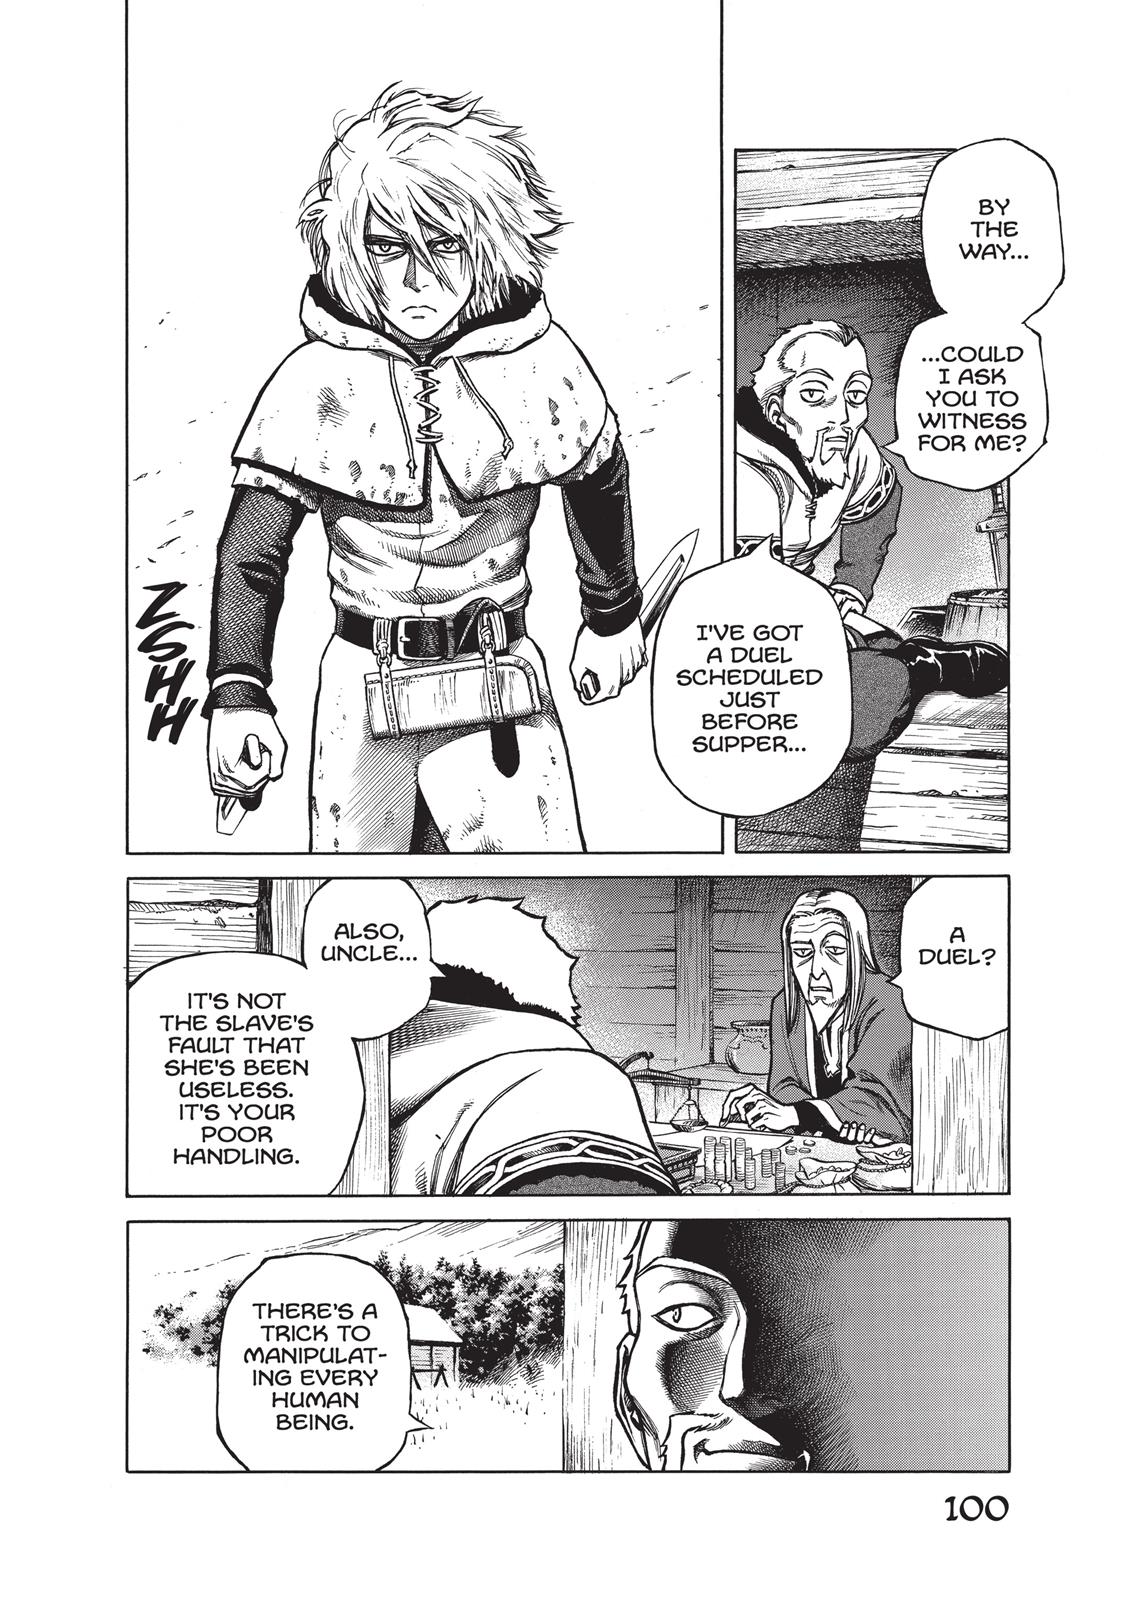 BY
THE
WAY...
...COULD
I ASK
YOU TO
WITNESS
FOR ME?
I'VE GOT
A DUEL
SCHEDULED
JUST
BEFORE
SUPPER...
ZSHH
A
DUEL?
ALSO,
UNCLE...
IT'S NOT
THE SLAVE'S
FAULT THAT
SHE'S BEEN
USELESS.
IT'S YOUR
POOR
HANDLING.
THERE'S A
TRICK TO
MANIPULAT-
ING EVERY
HUMAN
BEING.
100